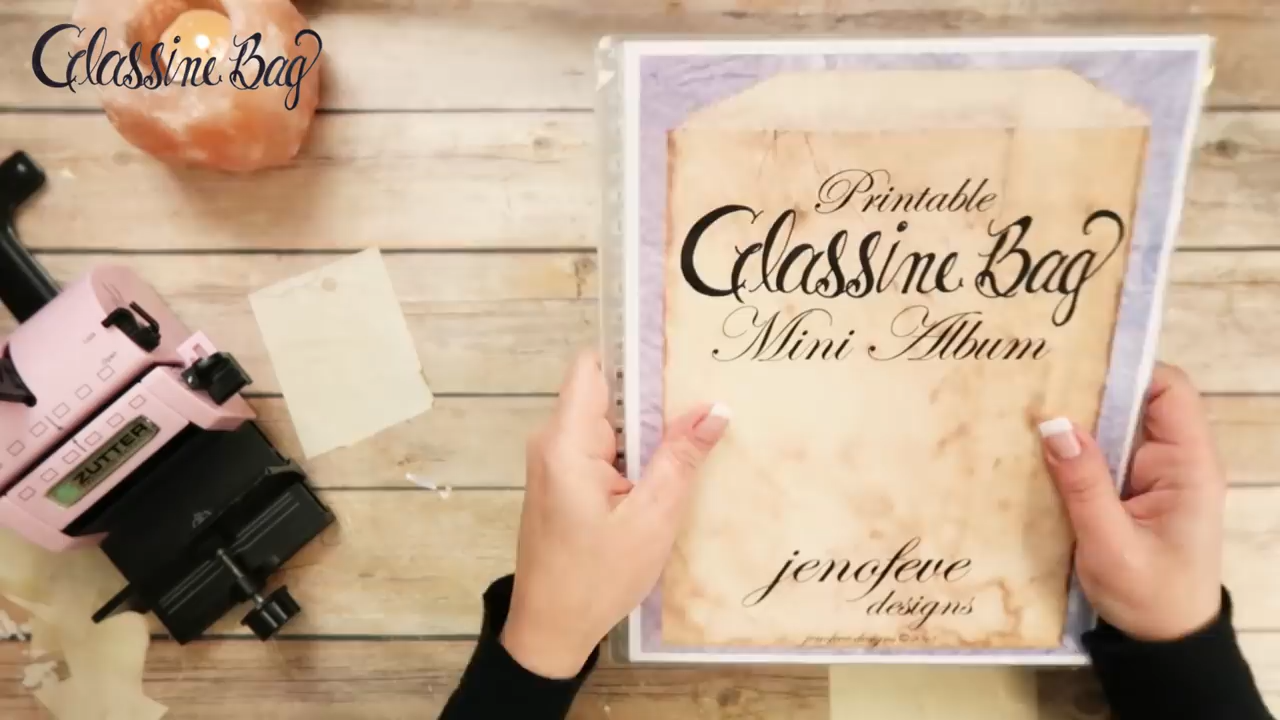 Glassine Bag
Printable
Glassine Bag
Mini Album
jenofeve
designs
ZUTTER